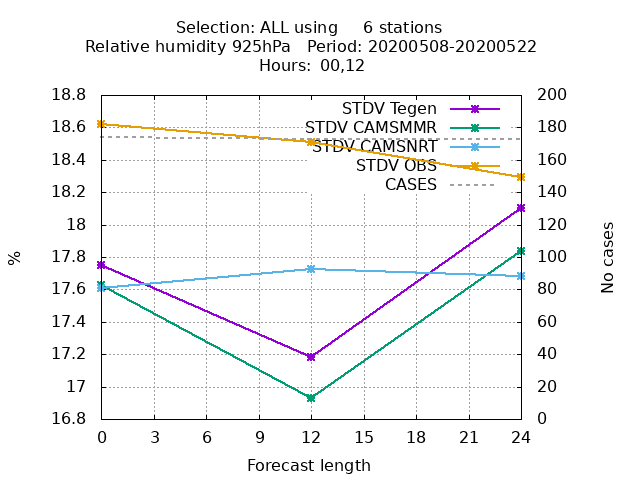 Selection: ALL using     6 stations
Relative humidity 925hPa   Period: 20200508-20200522
Hours: 00,12
18.8
18.6
18.4
18.2
18
17.8
17.6
17.4
17.2
17
16.8
%
STDV Tegen
STDV CAMSMMR
STDV CAMSNRT
STDV OBS
CASES
200
180
160
140
120
100
80
60
40
20
0
No cases
0 3 6 9 12 15 18 21 24
Forecast length